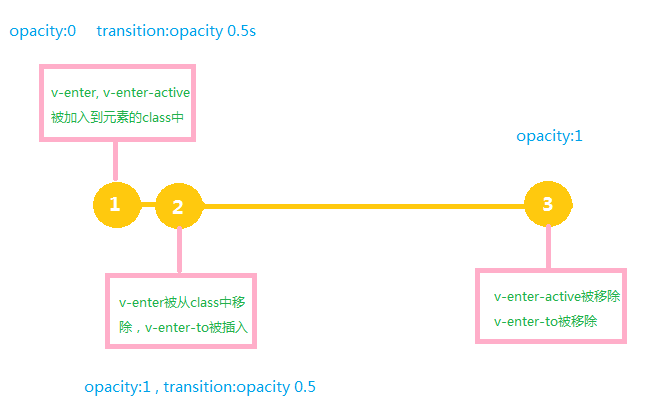 opacity:0 transition:opacity 0.5s
v-enter, v-enter-active
被加入到元素的class中
opacity:1
1
2
3
v-enter被从class中移
除，v-enter-to被插入
v-enter-active被移除
v-enter-to被移除
opacity:1 , transition:opacity 0.5